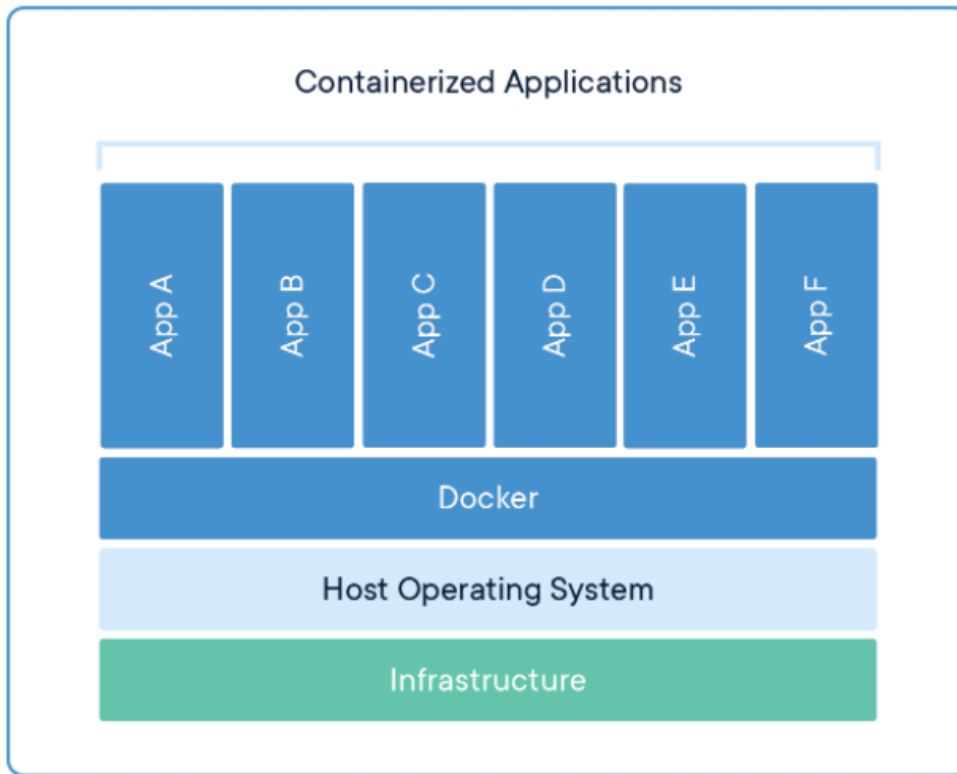 Containerized Applications
App A
App B
App C
App D
App E
App F
Docker
Host Operating System
Infrastructure